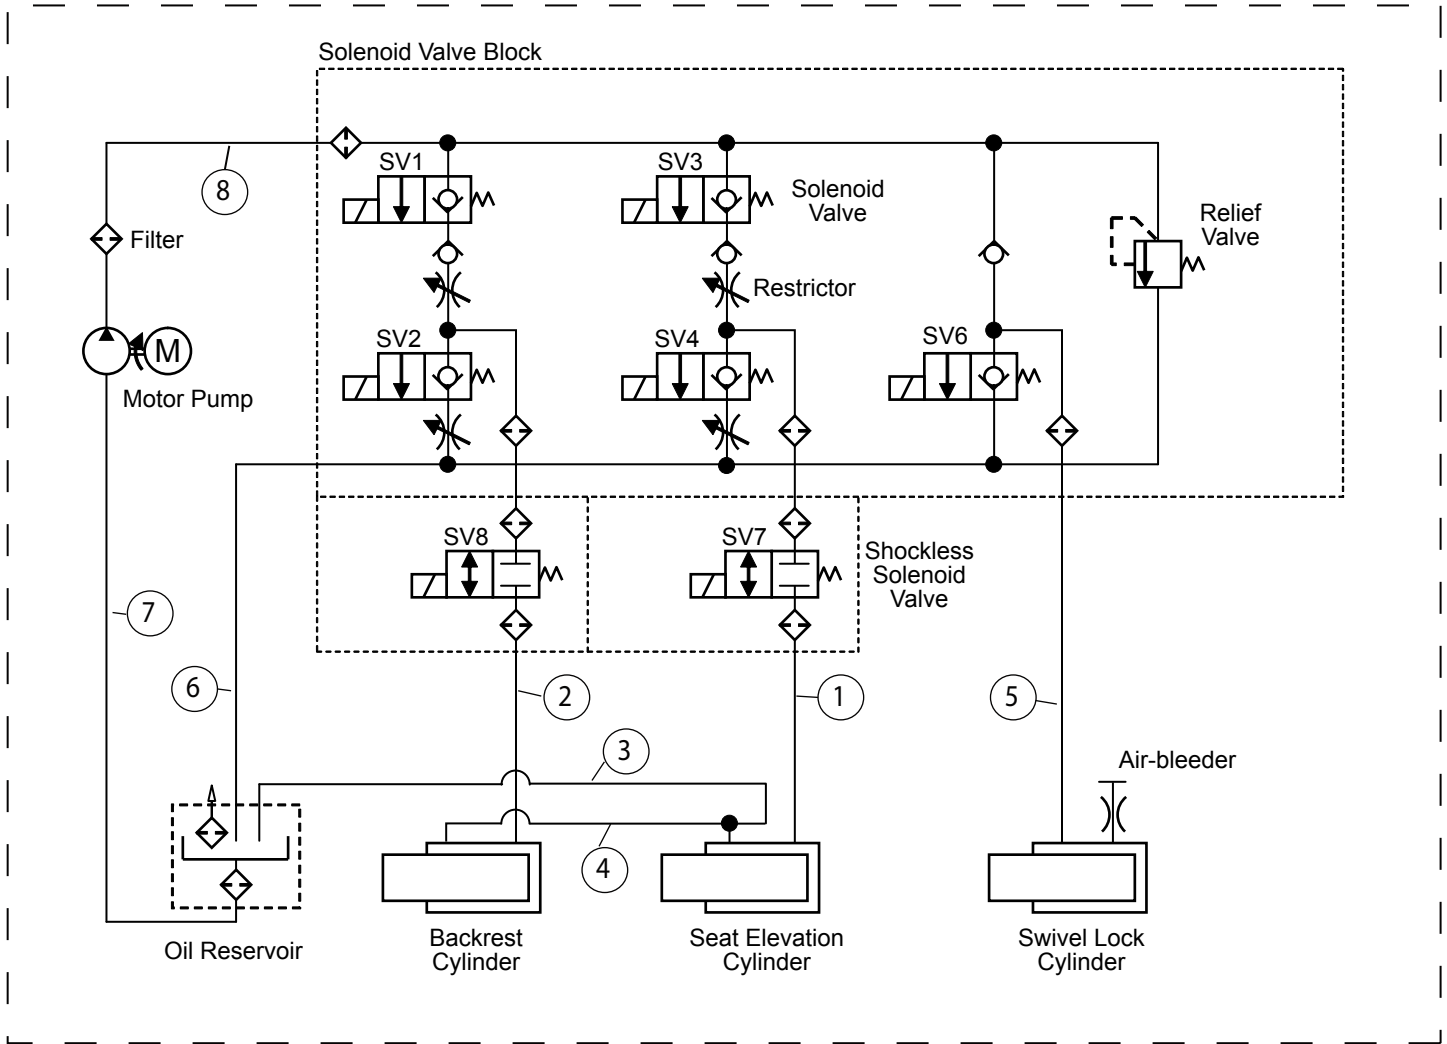 Solenoid Valve Block
SV1
SV3
Solenoid
Valve
8
Relief
Valve
Filter
Restrictor
SV2
SV4
SV6
M
Motor Pump
SV8
SV7
Shockless
Solenoid
Valve
7
6
2
1
5
3
Air-bleeder
4
Oil Reservoir
Backrest
Cylinder
Seat Elevation
Cylinder
Swivel Lock
Cylinder